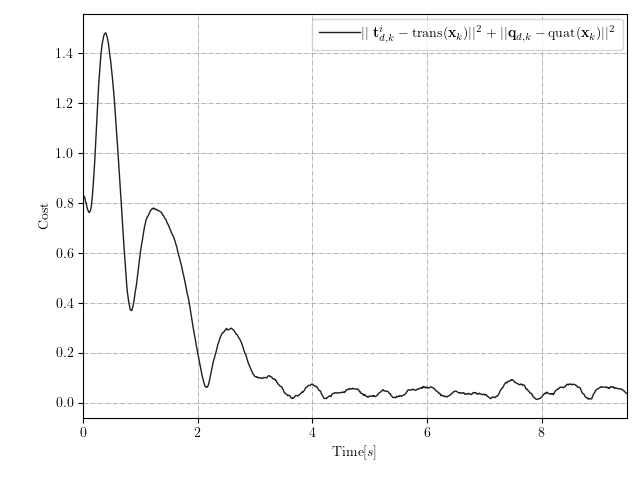 || t^i_{d,k} − trans(x_k)||^2 + ||q_{d,k} − quat(x_k)||^2
1.4
1.2
1.0
0.8
0.6
0.4
0.2
0.0
Cost
0 2 4 6 8
Time[s]